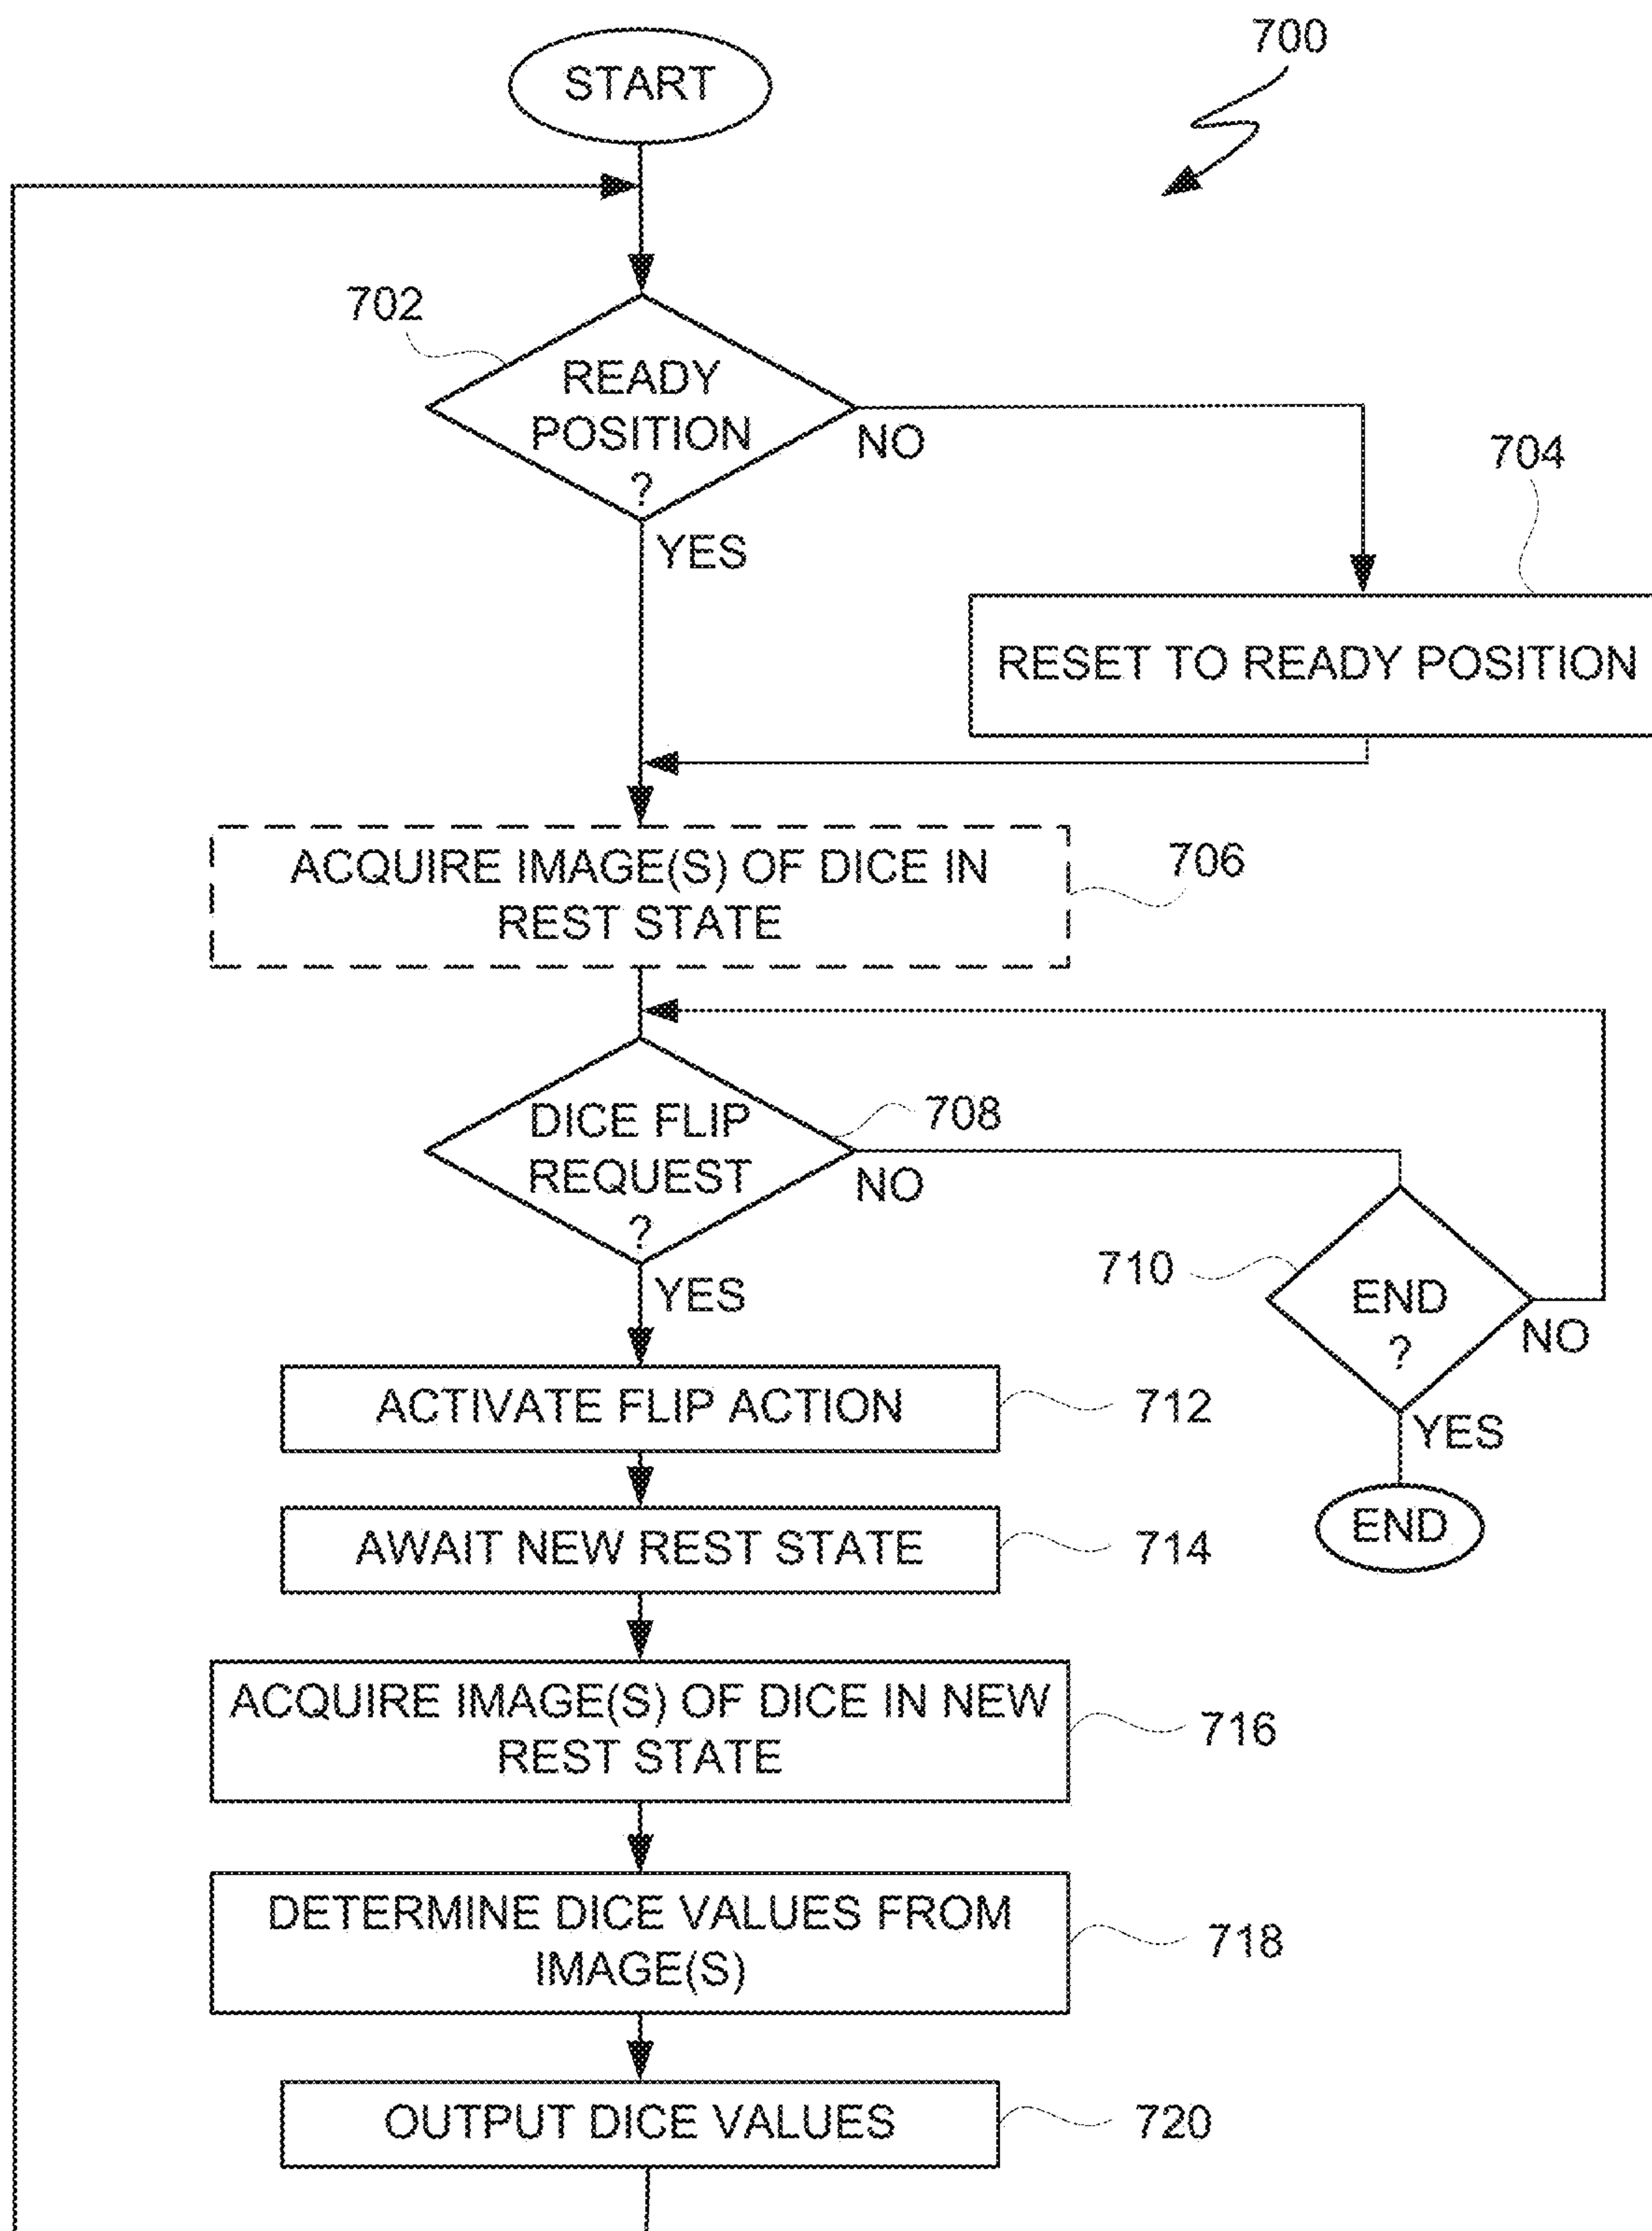 START
700
702
READY
POSITION
?
NO
YES
704
RESET TO READY POSITION
ACQUIRE IMAGE(S) OF DICE IN
REST STATE
706
DICE FLIP
REQUEST
?
708
NO
YES
710
END
?
NO
YES
END
ACTIVATE FLIP ACTION
712
AWAIT NEW REST STATE
714
ACQUIRE IMAGE(S) OF DICE IN NEW
REST STATE
716
DETERMINE DICE VALUES FROM
IMAGE(S)
718
OUTPUT DICE VALUES
720